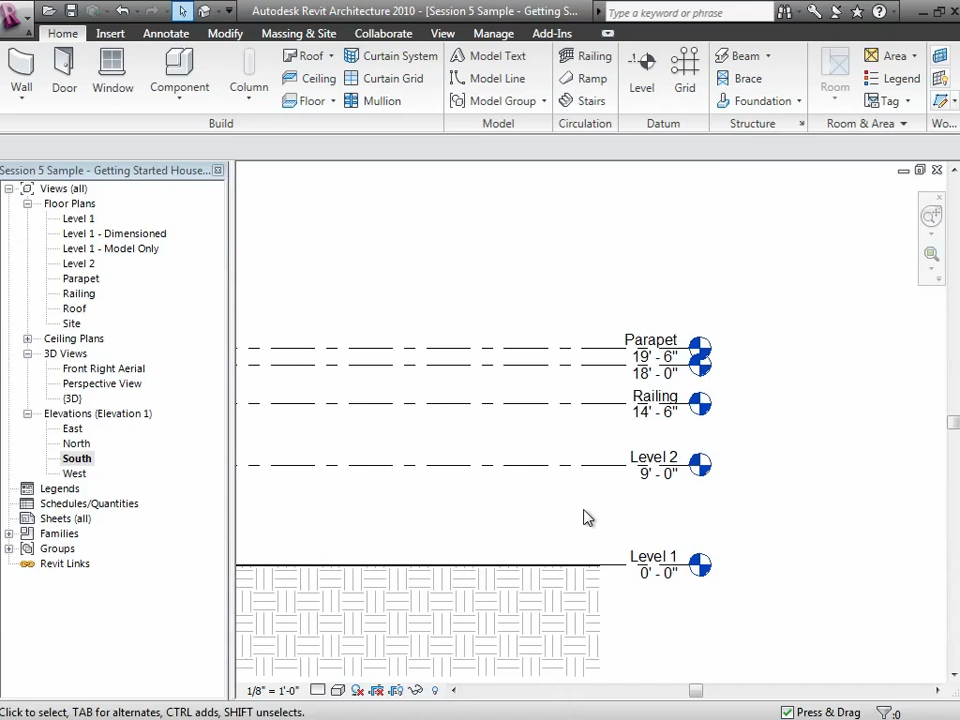 Autodesk Revit Architecture 2010 - [Session 5 Sample - Getting S...
Type a keyword or phrase
Home Insert Annotate Modify Massing & Site Collaborate View Manage Add-Ins
Wall Door Window Component Column
Roof Curtain System
Ceiling Curtain Grid
Floor Mullion
Model Text
Model Line
Model Group
Railing
Ramp
Stairs
Level Grid
Beam
Brace
Foundation
Room
Area
Legend
Tag
Build Model Circulation Datum Structure Room & Area Wo...
Session 5 Sample - Getting Started House...
Views (all)
Floor Plans
Level 1
Level 1 - Dimensioned
Level 1 - Model Only
Level 2
Parapet
Railing
Roof
Site
Ceiling Plans
3D Views
Front Right Aerial
Perspective View
{3D}
Elevations (Elevation 1)
East
North
South
West
Legends
Schedules/Quantities
Sheets (all)
Families
Groups
Revit Links
Parapet
19' - 6"
18' - 0"
Railing
14' - 6"
Level 2
9' - 0"
Level 1
0' - 0"
1/8" = 1'-0"
Click to select, TAB for alternates, CTRL adds, SHIFT unselects.
Press & Drag
:0